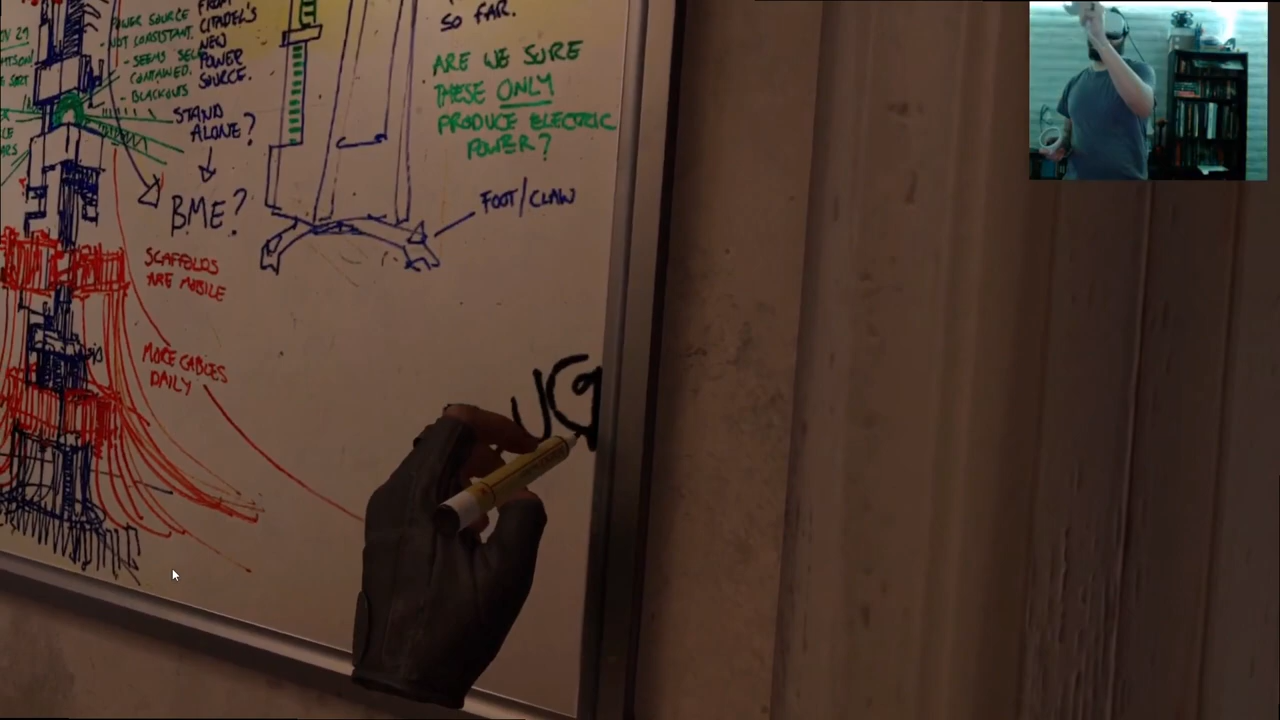 POWER SOURCE
NOT CONSISTANT.
- SEEMS SELF
CONTAINED.
- BLACKOUTS
FROM
CITADEL'S
NEW
POWER
SOURCE.
STAND
ALONE?
BME?
SO FAR.
ARE WE SURE
THESE ONLY
PRODUCE ELECTRIC
POWER?
FOOT/CLAW
SCAFFOLDS
ARE MOBILE
MORE CABLES
DAILY
UG